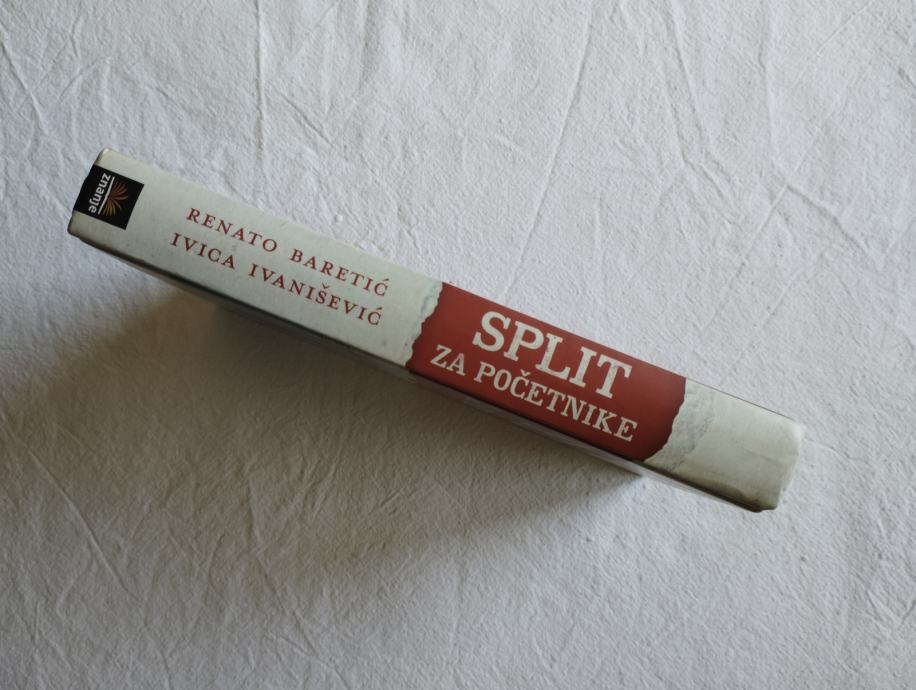 znanje
RENATO BARETIĆ
IVICA IVANIŠEVIĆ
SPLIT
ZA POČETNIKE